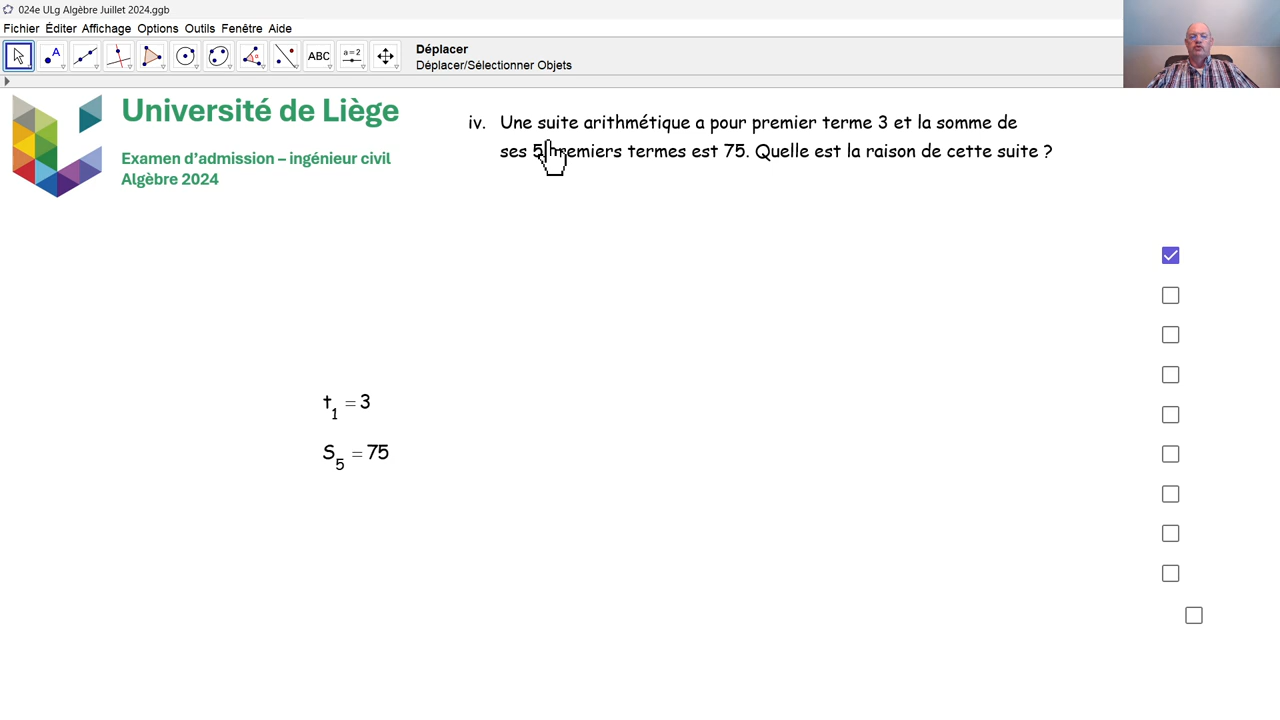 024e ULg Algèbre Juillet 2024.ggb
Fichier Éditer Affichage Options Outils Fenêtre Aide
A
ABC
a=2
Déplacer
Déplacer/Sélectionner Objets
Université de Liège
Examen d'admission – ingénieur civil
Algèbre 2024
iv. Une suite arithmétique a pour premier terme 3 et la somme de
ses 5 premiers termes est 75. Quelle est la raison de cette suite ?
t₁ = 3
S₅ = 75